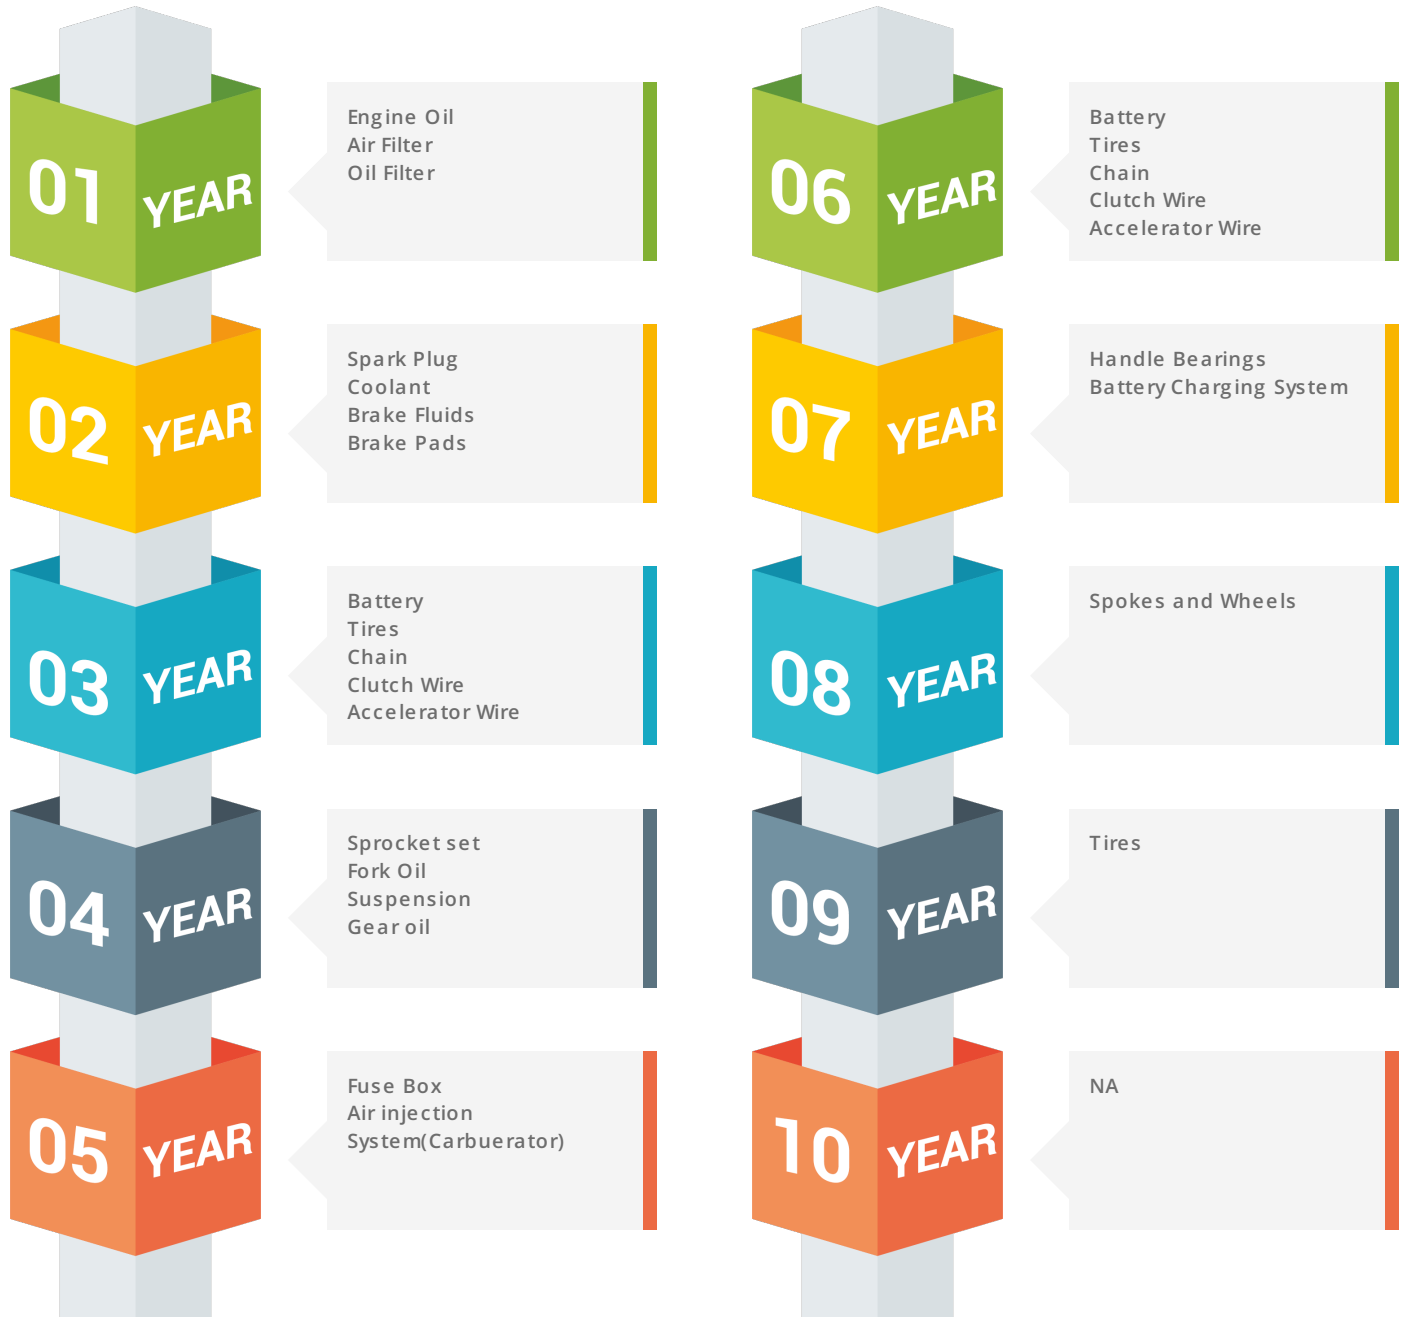 01 YEAR
Engine Oil
Air Filter
Oil Filter
02 YEAR
Spark Plug
Coolant
Brake Fluids
Brake Pads
03 YEAR
Battery
Tires
Chain
Clutch Wire
Accelerator Wire
04 YEAR
Sprocket set
Fork Oil
Suspension
Gear oil
05 YEAR
Fuse Box
Air injection
System(Carbuerator)
06 YEAR
Battery
Tires
Chain
Clutch Wire
Accelerator Wire
07 YEAR
Handle Bearings
Battery Charging System
08 YEAR
Spokes and Wheels
09 YEAR
Tires
10 YEAR
NA